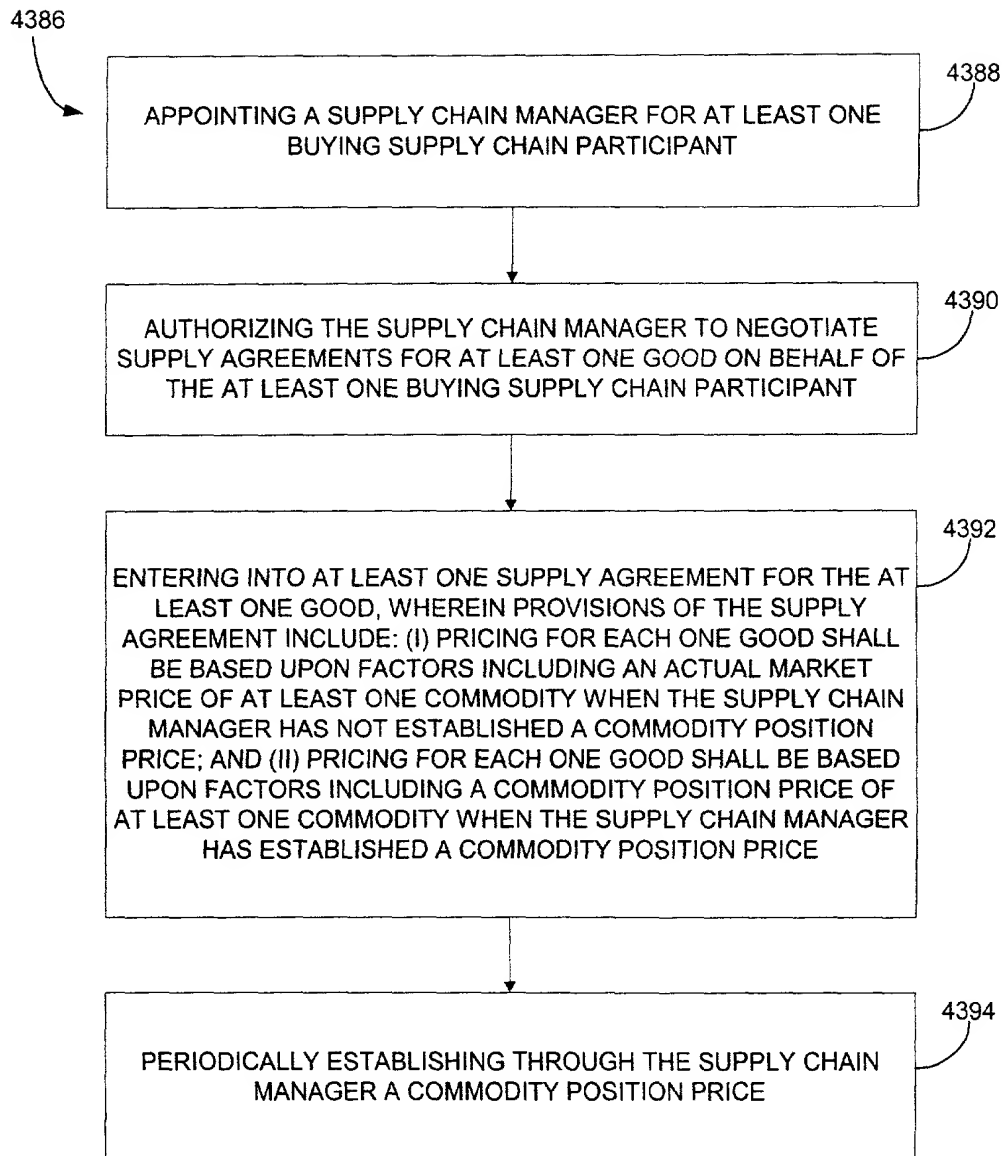 4386
4388
APPOINTING A SUPPLY CHAIN MANAGER FOR AT LEAST ONE
BUYING SUPPLY CHAIN PARTICIPANT
4390
AUTHORIZING THE SUPPLY CHAIN MANAGER TO NEGOTIATE
SUPPLY AGREEMENTS FOR AT LEAST ONE GOOD ON BEHALF OF
THE AT LEAST ONE BUYING SUPPLY CHAIN PARTICIPANT
4392
ENTERING INTO AT LEAST ONE SUPPLY AGREEMENT FOR THE AT
LEAST ONE GOOD, WHEREIN PROVISIONS OF THE SUPPLY
AGREEMENT INCLUDE: (I) PRICING FOR EACH ONE GOOD SHALL
BE BASED UPON FACTORS INCLUDING AN ACTUAL MARKET
PRICE OF AT LEAST ONE COMMODITY WHEN THE SUPPLY CHAIN
MANAGER HAS NOT ESTABLISHED A COMMODITY POSITION
PRICE; AND (II) PRICING FOR EACH ONE GOOD SHALL BE BASED
UPON FACTORS INCLUDING A COMMODITY POSITION PRICE OF
AT LEAST ONE COMMODITY WHEN THE SUPPLY CHAIN MANAGER
HAS ESTABLISHED A COMMODITY POSITION PRICE
4394
PERIODICALLY ESTABLISHING THROUGH THE SUPPLY CHAIN
MANAGER A COMMODITY POSITION PRICE